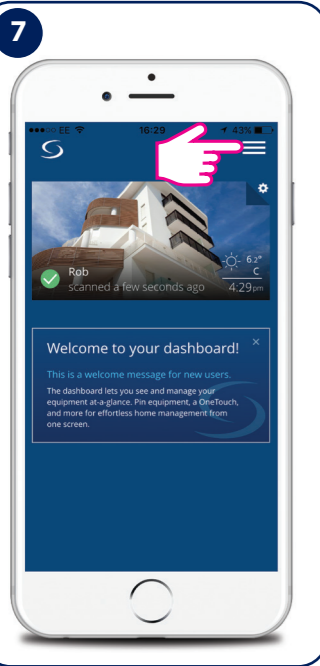 7
EE 16:29 43%
Rob
scanned a few seconds ago
6.2°
C
4:29pm
Welcome to your dashboard! ×
This is a welcome message for new users.
The dashboard lets you see and manage your
equipment at-a-glance. Pin equipment, a OneTouch,
and more for effortless home management from
one screen.